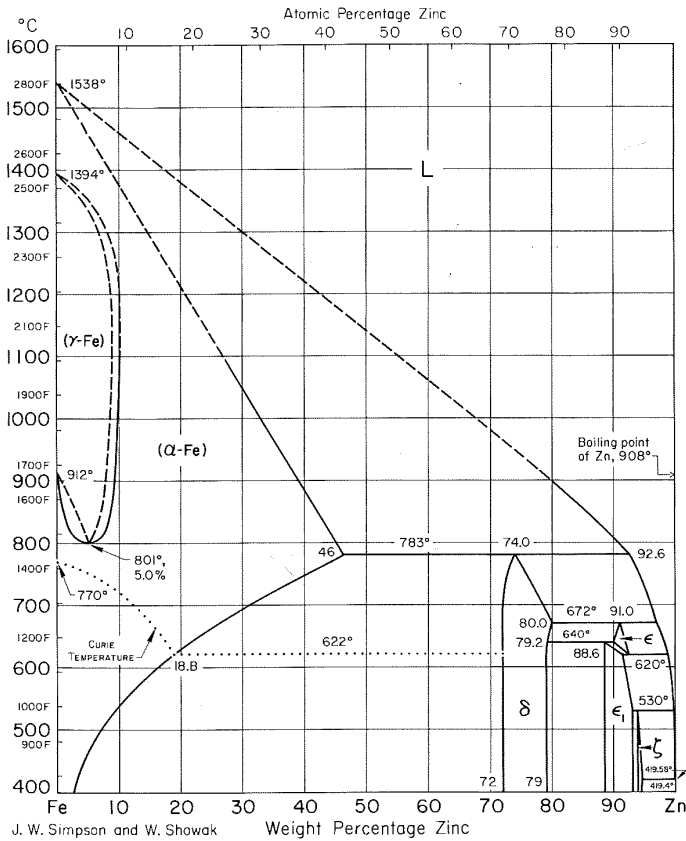 Atomic Percentage Zinc
°C
10 20 30 40 50 60 70 80 90
1600
2800F
1538°
1500
2600F
1400
1394°
2500F
L
1300
2300F
1200
2100F
(γ-Fe)
1100
1900F
1000
(α-Fe)
Boiling point
of Zn, 908°
1700F
912°
900
1600F
800
46
783°
74.0
92.6
801°,
5.0%
1400F
770°
700
80.0
672°
91.0
1200F
CURIE
TEMPERATURE
622°
79.2
640°
ϵ
18.8
88.6
620°
600
1000F
530°
δ
ϵ₁
500
900F
ζ
419.58°
72
79
419.4°
400
Fe 10 20 30 40 50 60 70 80 90 Zn
J. W. Simpson and W. Showak Weight Percentage Zinc